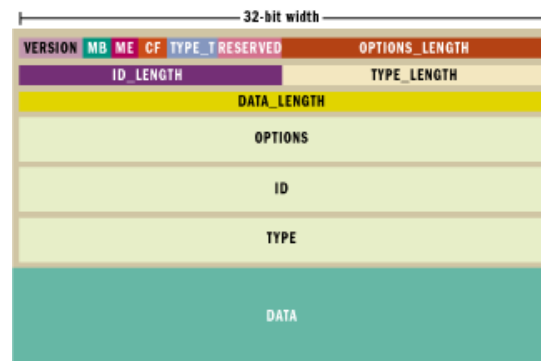 32-bit width
VERSION MB ME CF TYPE_T RESERVED OPTIONS_LENGTH
ID_LENGTH TYPE_LENGTH
DATA_LENGTH
OPTIONS
ID
TYPE
DATA